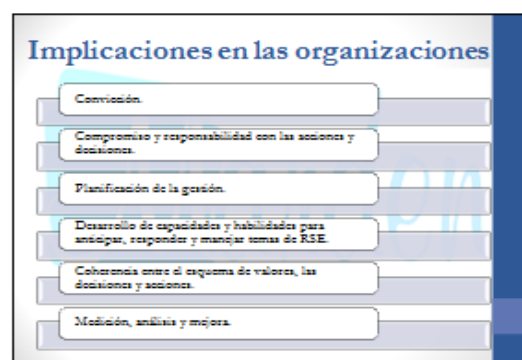 Implicaciones en las organizaciones
Convicción.
Compromiso y responsabilidad con las acciones y
decisiones.
Planificación de la gestión.
Desarrollo de capacidades y habilidades para
anticipar, responder y manejar temas de RSE.
Coherencia entre el esquema de valores, las
decisiones y acciones.
Medición, análisis y mejora.